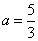 a = 5/3